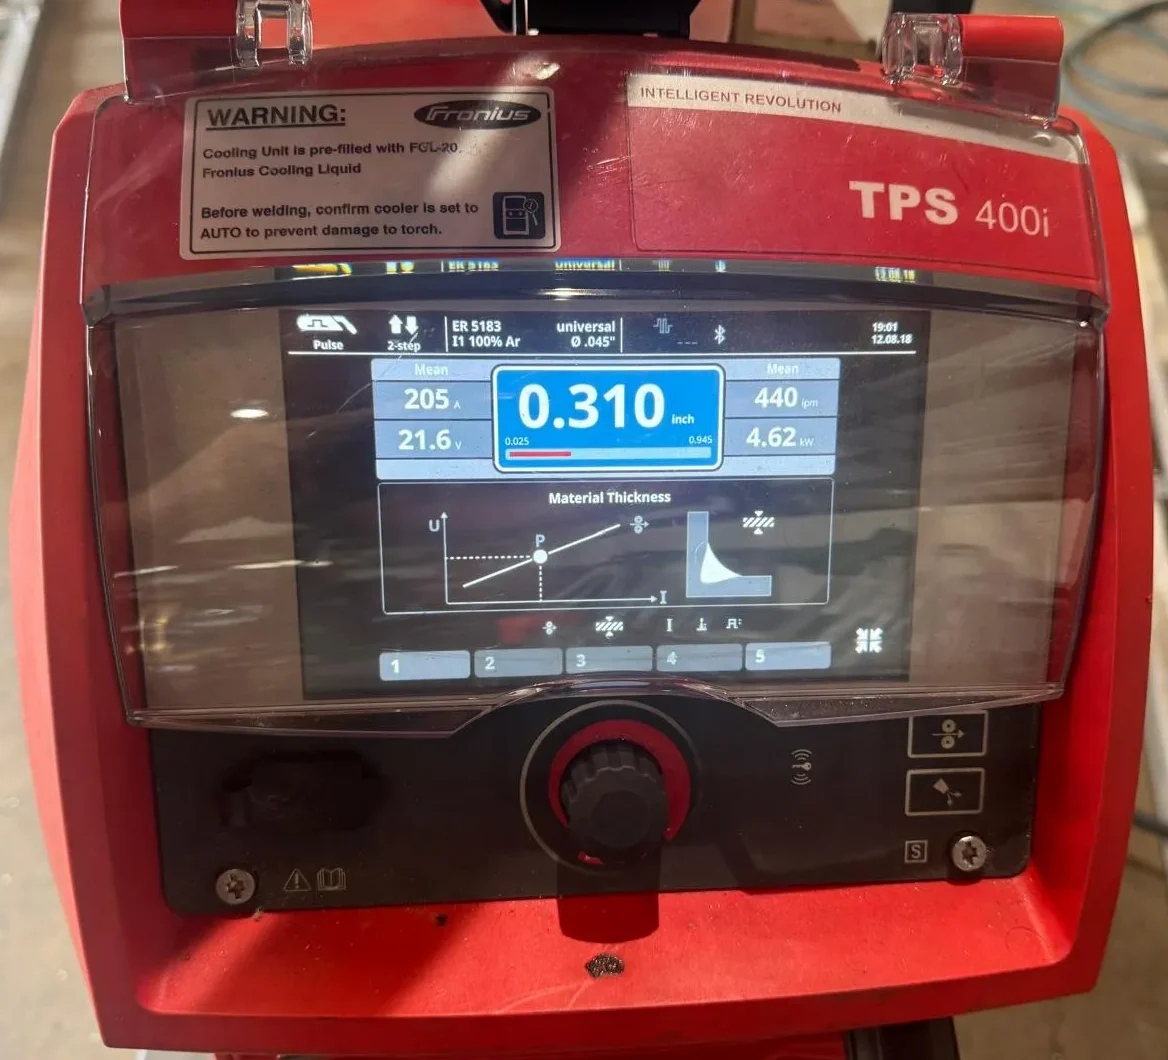 WARNING:
Fronius
Cooling Unit is pre-filled with FCL-20,
Fronius Cooling Liquid
Before welding, confirm cooler is set to
AUTO to prevent damage to torch.
INTELLIGENT REVOLUTION
TPS 400i
ER 5183 universal
Pulse
2-step
ER 5183 universal
I1 100% Ar Ø .045"
---
19:01
12.08.18
Mean
205 A
21.6 V
0.310 inch
0.025 0.945
Mean
440 ipm
4.62 kW
Material Thickness
U
P
I
1 2 3 4 5
S